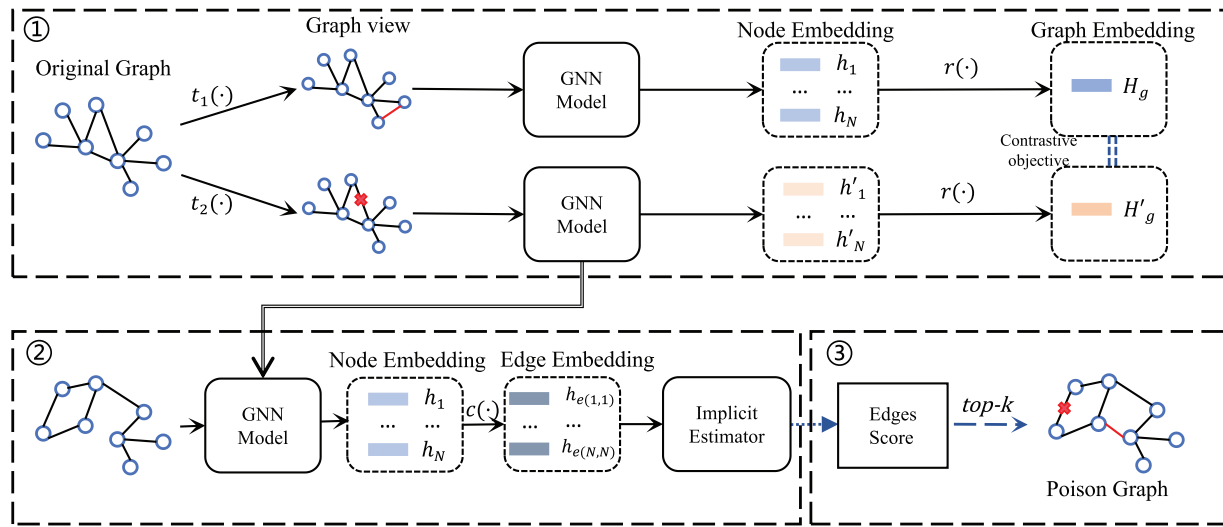 ①
Graph view
Node Embedding
Graph Embedding
Original Graph
t₁(·)
GNN
Model
h₁
... ...
h_N
r(·)
H_g
Contrastive
objective
t₂(·)
GNN
Model
h'₁
... ...
h'_N
r(·)
H'_g
②
Node Embedding
Edge Embedding
GNN
Model
h₁
... ...
h_N
c(·)
h_e(1,1)
... ...
h_e(N,N)
Implicit
Estimator
③
Edges
Score
top-k
Poison Graph